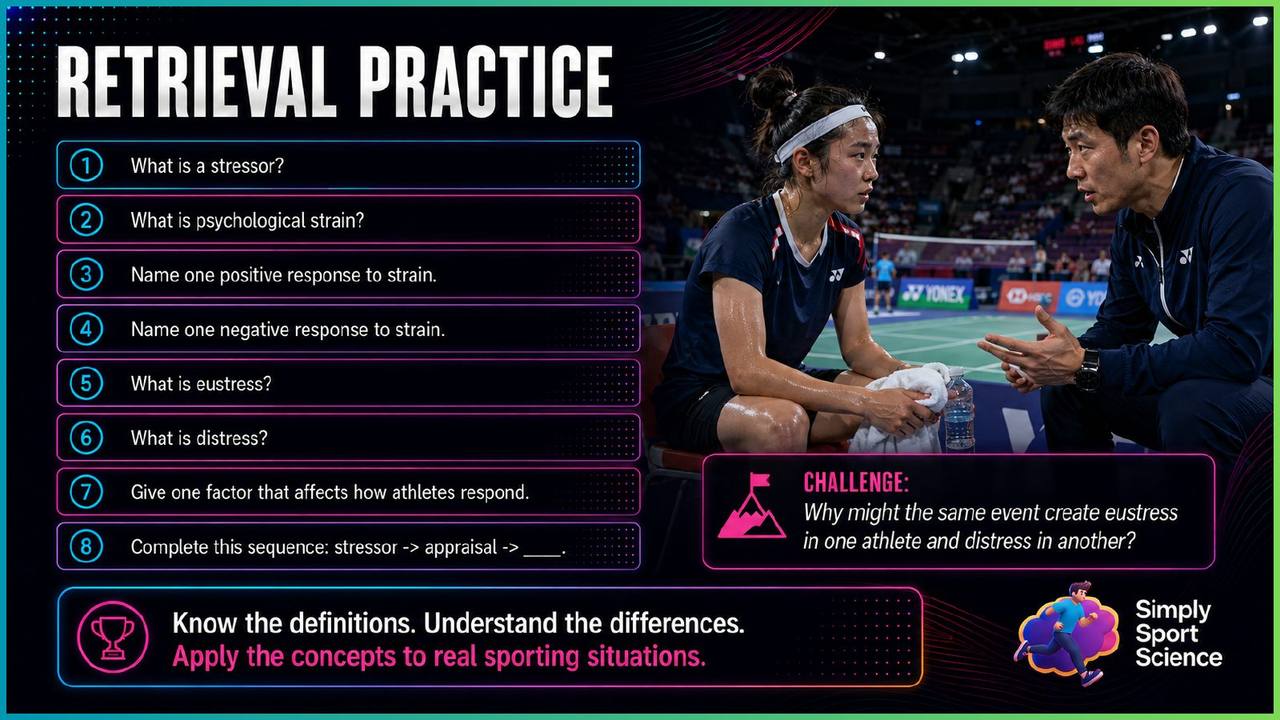 RETRIEVAL PRACTICE
1 What is a stressor?
2 What is psychological strain?
3 Name one positive response to strain.
4 Name one negative response to strain.
5 What is eustress?
6 What is distress?
7 Give one factor that affects how athletes respond.
8 Complete this sequence: stressor -> appraisal -> ____.
YONEX
HSBC
YO
CHALLENGE:
Why might the same event create eustress
in one athlete and distress in another?
Know the definitions. Understand the differences.
Apply the concepts to real sporting situations.
Simply
Sport
Science